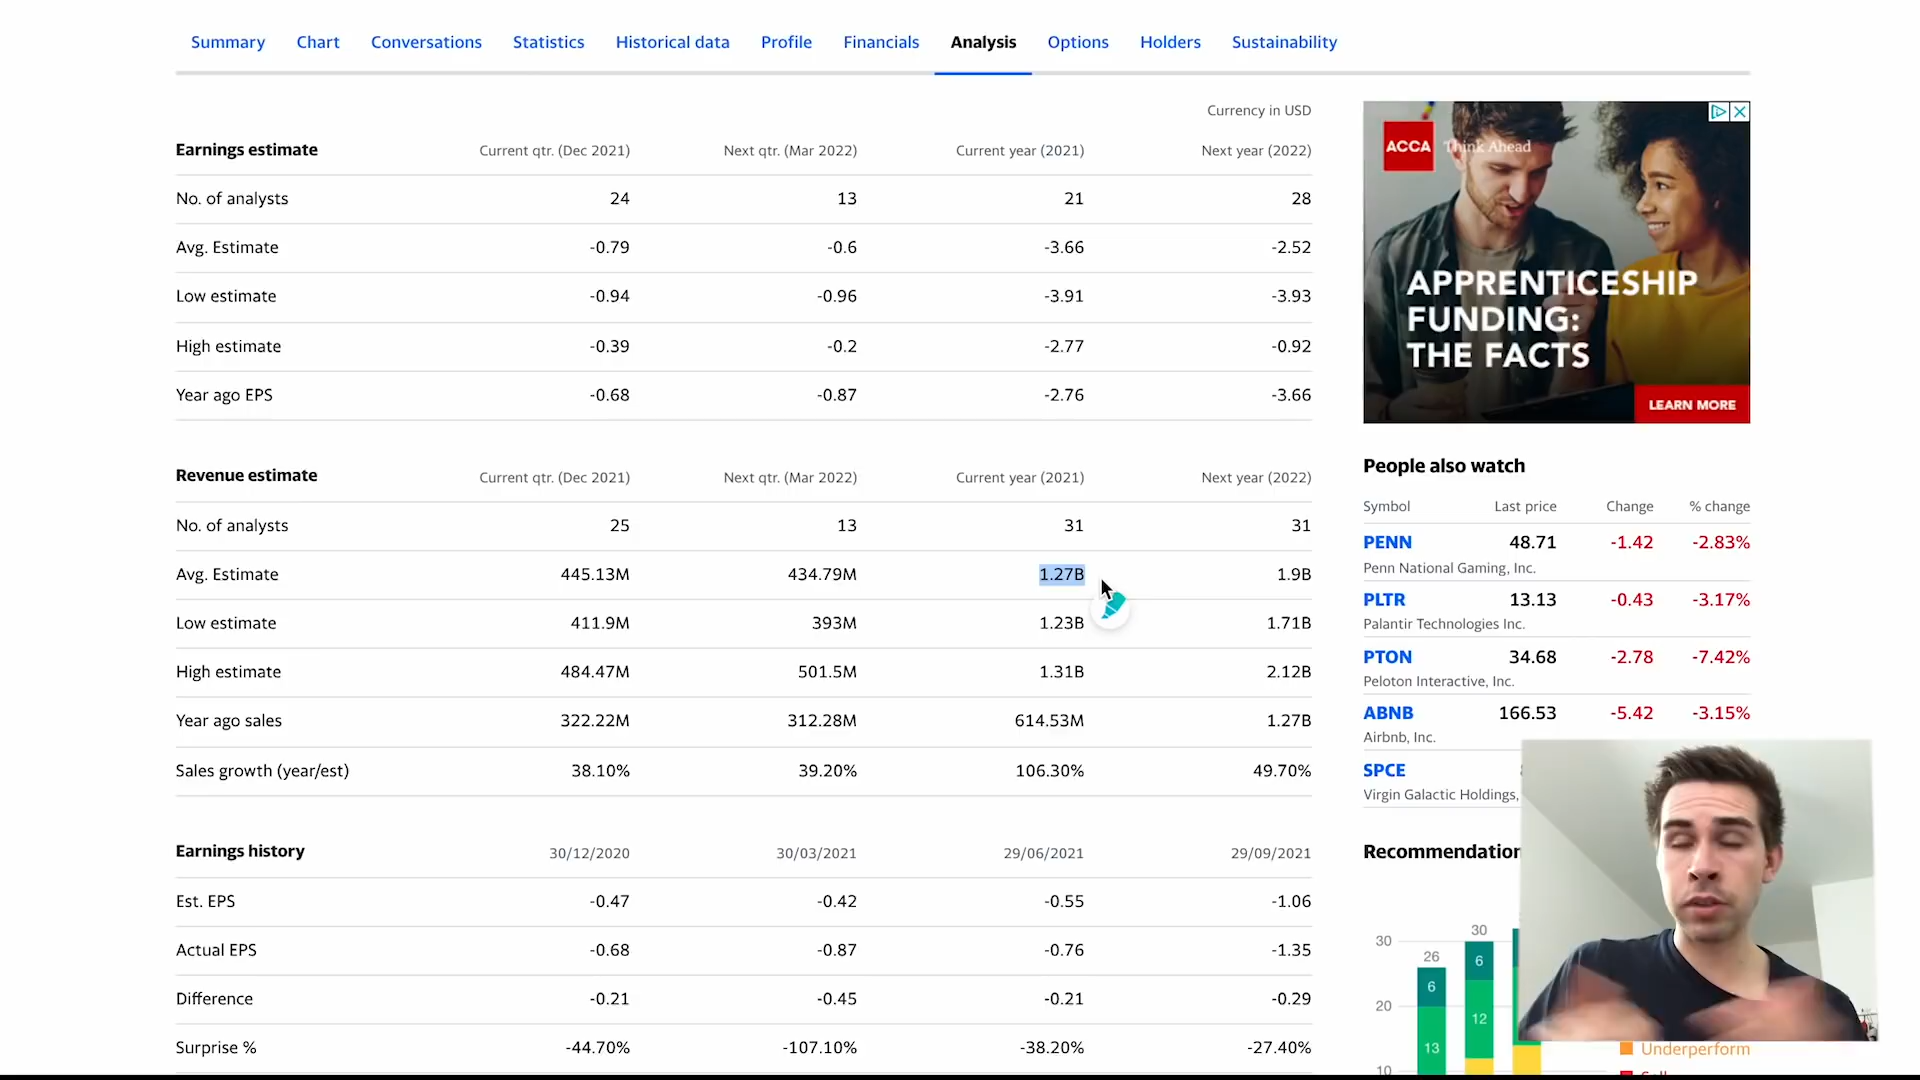 Summary Chart Conversations Statistics Historical data Profile Financials Analysis Options Holders Sustainability
Currency in USD
Earnings estimate Current qtr. (Dec 2021) Next qtr. (Mar 2022) Current year (2021) Next year (2022)
No. of analysts 24 13 21 28
Avg. Estimate -0.79 -0.6 -3.66 -2.52
Low estimate -0.94 -0.96 -3.91 -3.93
High estimate -0.39 -0.2 -2.77 -0.92
Year ago EPS -0.68 -0.87 -2.76 -3.66
Revenue estimate Current qtr. (Dec 2021) Next qtr. (Mar 2022) Current year (2021) Next year (2022)
No. of analysts 25 13 31 31
Avg. Estimate 445.13M 434.79M 1.27B 1.9B
Low estimate 411.9M 393M 1.23B 1.71B
High estimate 484.47M 501.5M 1.31B 2.12B
Year ago sales 322.22M 312.28M 614.53M 1.27B
Sales growth (year/est) 38.10% 39.20% 106.30% 49.70%
Earnings history 30/12/2020 30/03/2021 29/06/2021 29/09/2021
Est. EPS -0.47 -0.42 -0.55 -1.06
Actual EPS -0.68 -0.87 -0.76 -1.35
Difference -0.21 -0.45 -0.21 -0.29
Surprise % -44.70% -107.10% -38.20% -27.40%
ACCA Think Ahead
APPRENTICESHIP
FUNDING:
THE FACTS
LEARN MORE
People also watch
Symbol Last price Change % change
PENN 48.71 -1.42 -2.83%
Penn National Gaming, Inc.
PLTR 13.13 -0.43 -3.17%
Palantir Technologies Inc.
PTON 34.68 -2.78 -7.42%
Peloton Interactive, Inc.
ABNB 166.53 -5.42 -3.15%
Airbnb, Inc.
SPCE
Virgin Galactic Holdings,
Recommendation
30
26
30
6
6
20
12
13
10
Underperform